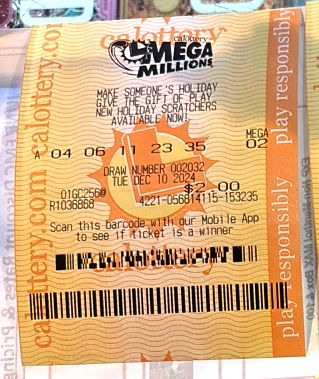 calottery
calottery
MEGA
MILLIONS
MAKE SOMEONE'S HOLIDAY
GIVE THE GIFT OF PLAY
NEW HOLIDAY SCRATCHERS
AVAILABLE NOW!
MEGA
A 04 06 11 23 35 02
DRAW NUMBER 002032
TUE DEC 10 2024
$2.00
01GC2560
R1036868 4221-056814115-153235
Scan this barcode with our Mobile App
to see if ticket is a winner
calottery
calottery.com
calottery.com
play responsibly
play responsibly